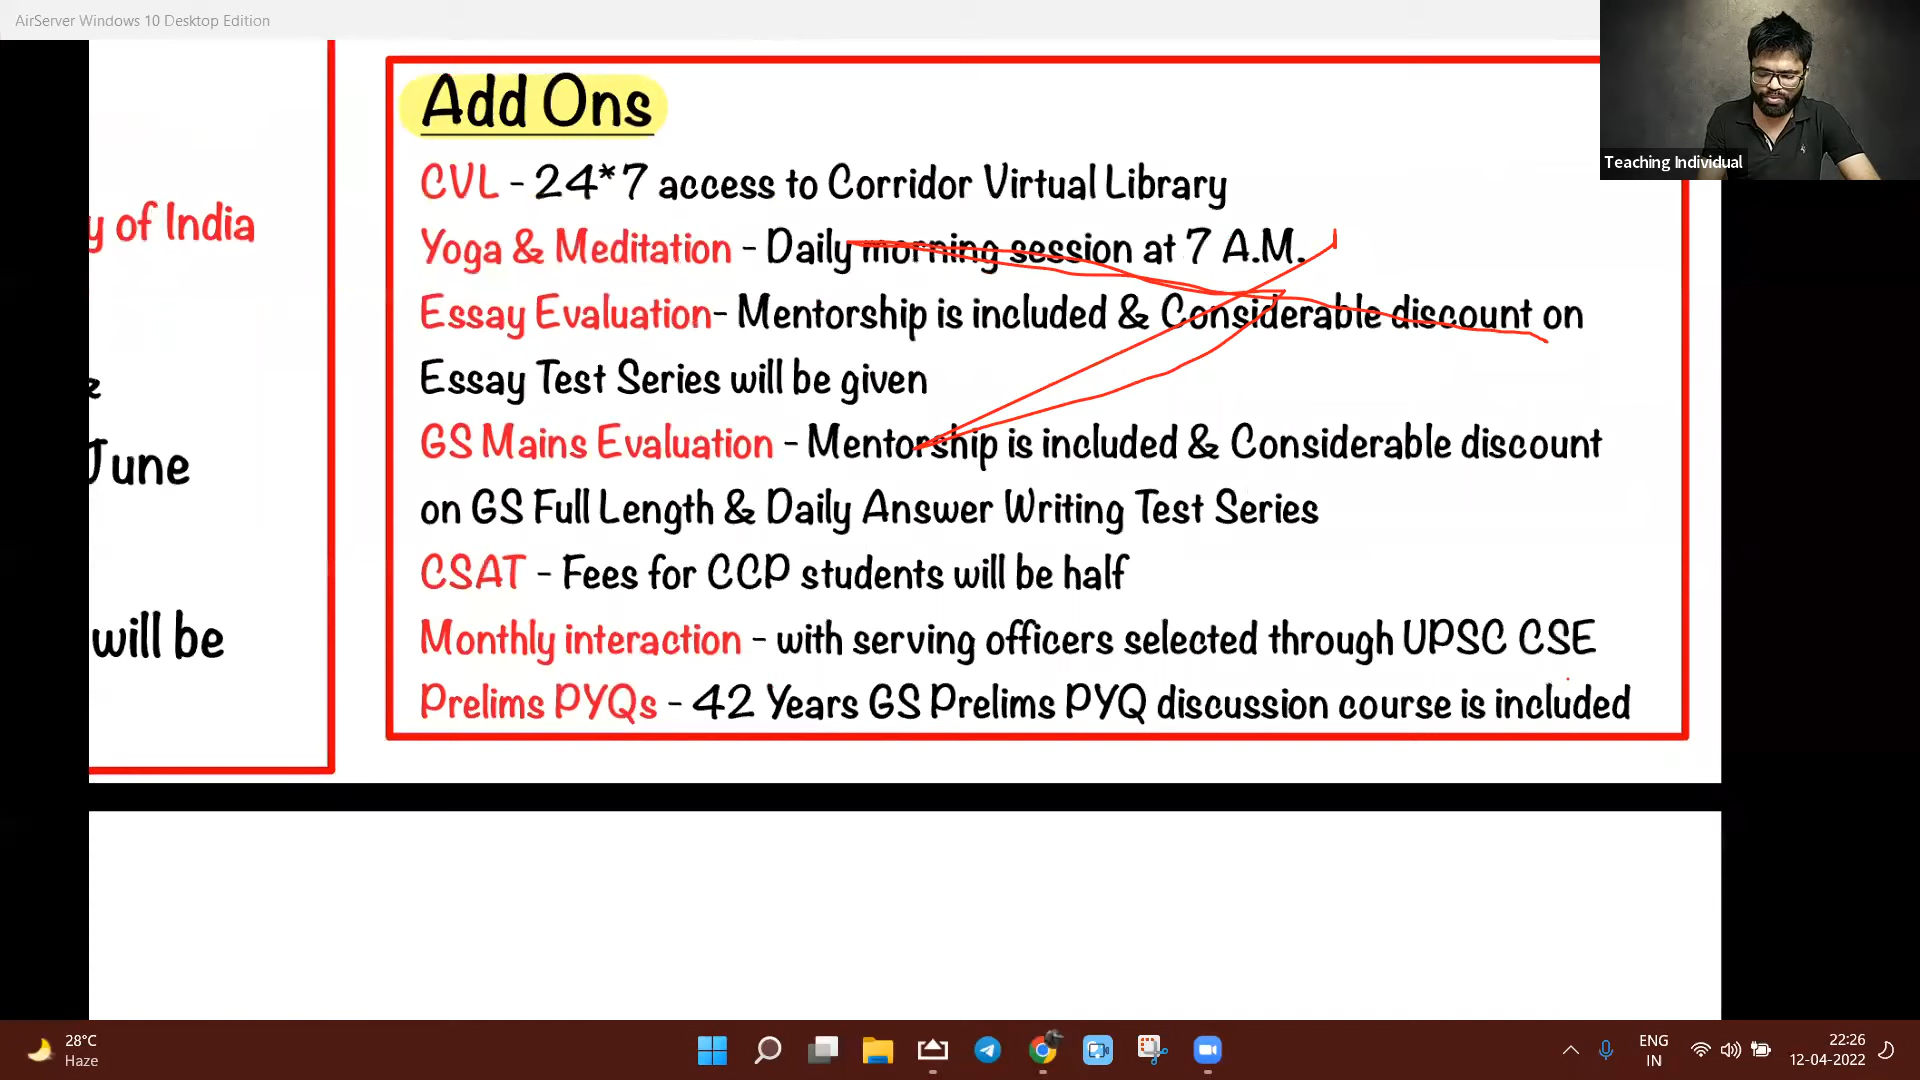 AirServer Windows 10 Desktop Edition
Teaching Individual
y of India
June
will be
Add Ons
CVL - 24*7 access to Corridor Virtual Library
Yoga & Meditation - Daily morning session at 7 A.M.
Essay Evaluation- Mentorship is included & Considerable discount on
Essay Test Series will be given
GS Mains Evaluation - Mentorship is included & Considerable discount
on GS Full Length & Daily Answer Writing Test Series
CSAT - Fees for CCP students will be half
Monthly interaction - with serving officers selected through UPSC CSE
Prelims PYQs - 42 Years GS Prelims PYQ discussion course is included
28°C
Haze
ENG
IN
22:26
12-04-2022